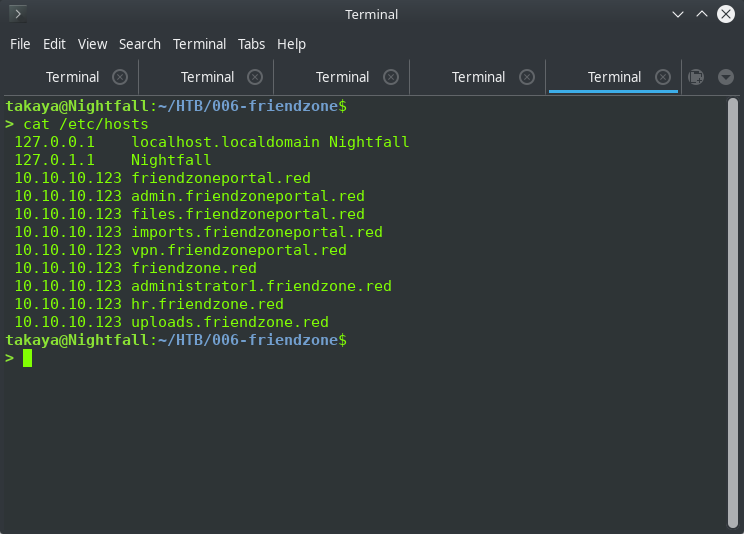 Terminal
File Edit View Search Terminal Tabs Help
Terminal Terminal Terminal Terminal Terminal
takaya@Nightfall:~/HTB/006-friendzone$
> cat /etc/hosts
127.0.0.1    localhost.localdomain Nightfall
127.0.1.1    Nightfall
10.10.10.123 friendzoneportal.red
10.10.10.123 admin.friendzoneportal.red
10.10.10.123 files.friendzoneportal.red
10.10.10.123 imports.friendzoneportal.red
10.10.10.123 vpn.friendzoneportal.red
10.10.10.123 friendzone.red
10.10.10.123 administrator1.friendzone.red
10.10.10.123 hr.friendzone.red
10.10.10.123 uploads.friendzone.red
takaya@Nightfall:~/HTB/006-friendzone$
>